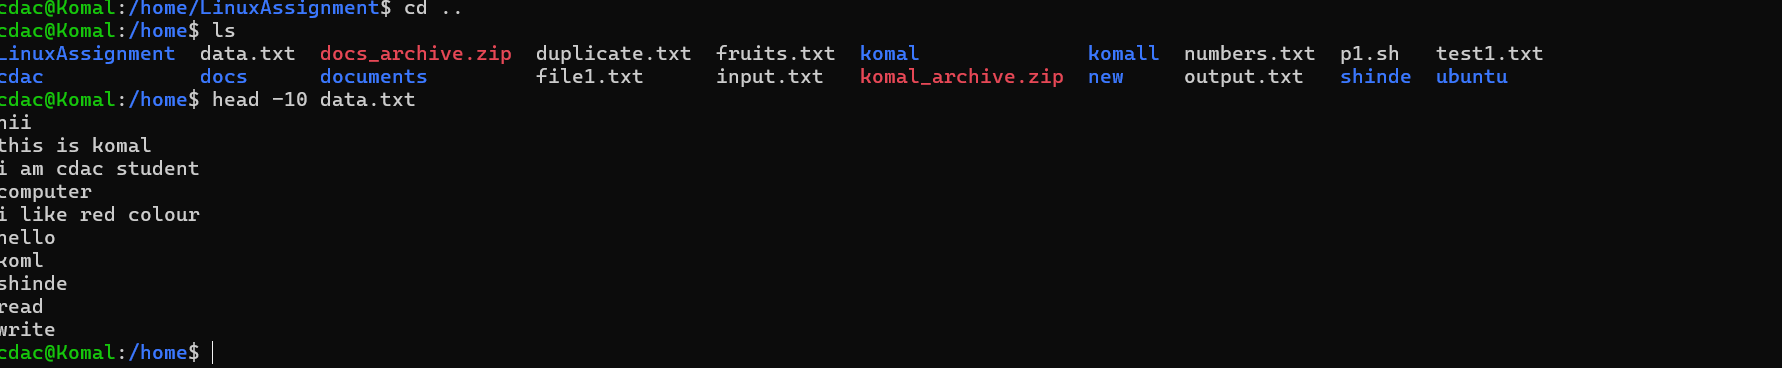 cdac@Komal:/home/LinuxAssignment$ cd ..
cdac@Komal:/home$ ls
LinuxAssignment  data.txt  docs_archive.zip  duplicate.txt  fruits.txt  komal              komall  numbers.txt  p1.sh   test1.txt
cdac             docs      documents         file1.txt      input.txt   komal_archive.zip  new     output.txt   shinde  ubuntu
cdac@Komal:/home$ head -10 data.txt
hii
this is komal
i am cdac student
computer
i like red colour
hello
koml
shinde
read
write
cdac@Komal:/home$